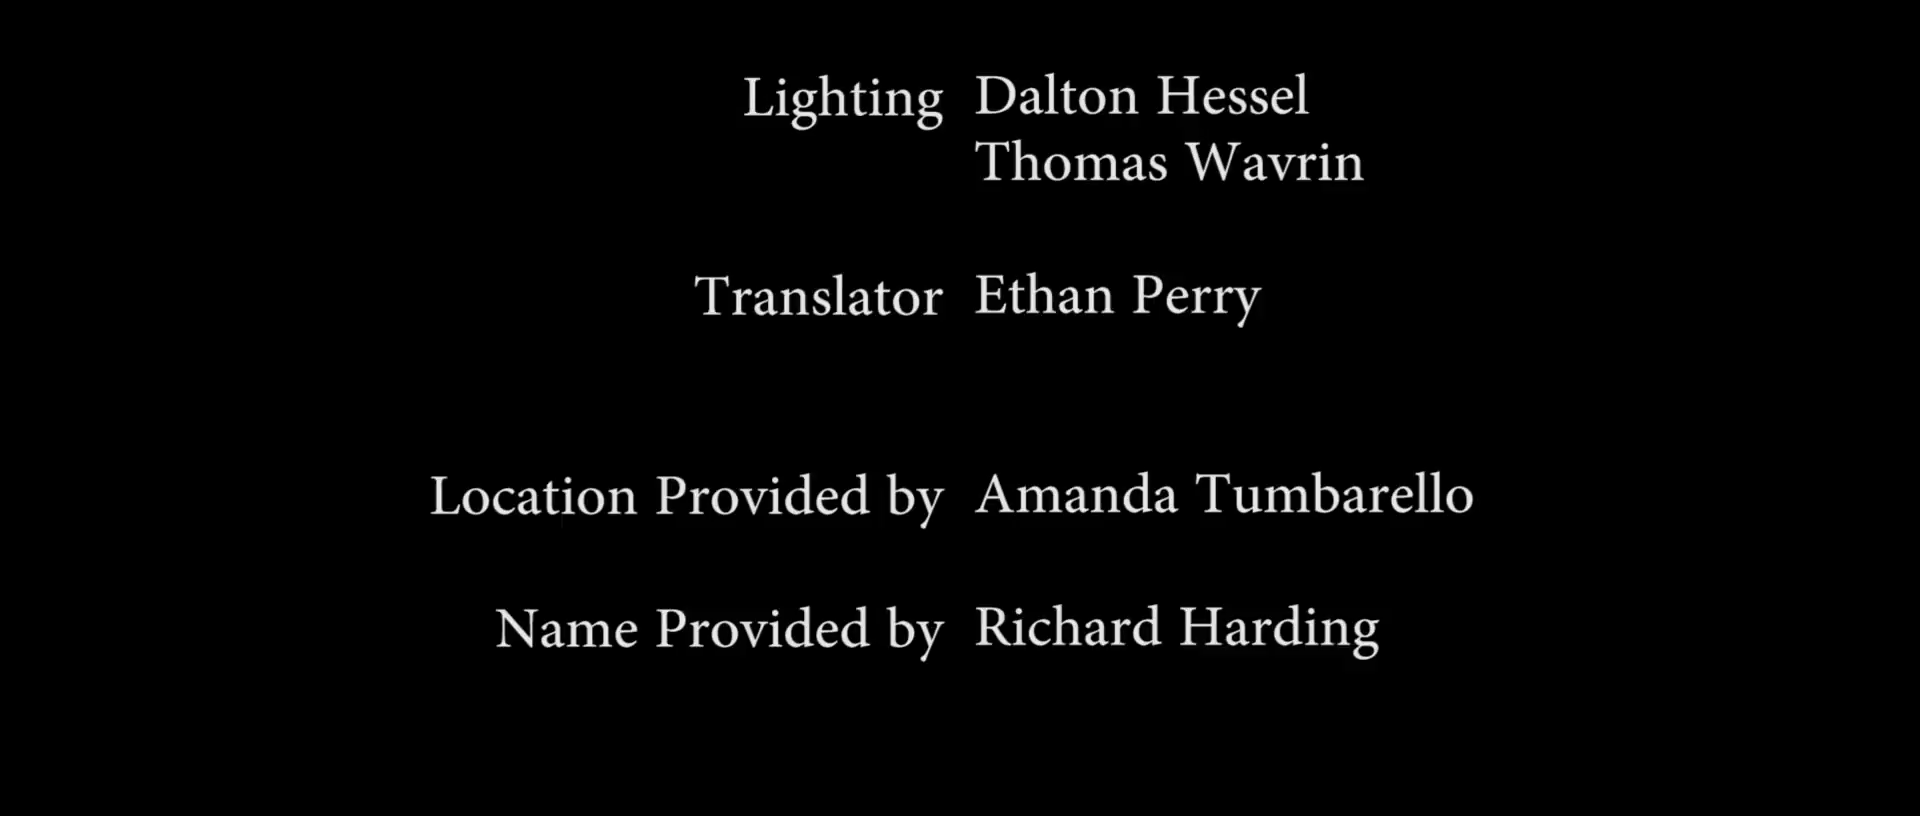 Lighting Dalton Hessel
Thomas Wavrin
Translator Ethan Perry
Location Provided by Amanda Tumbarello
Name Provided by Richard Harding